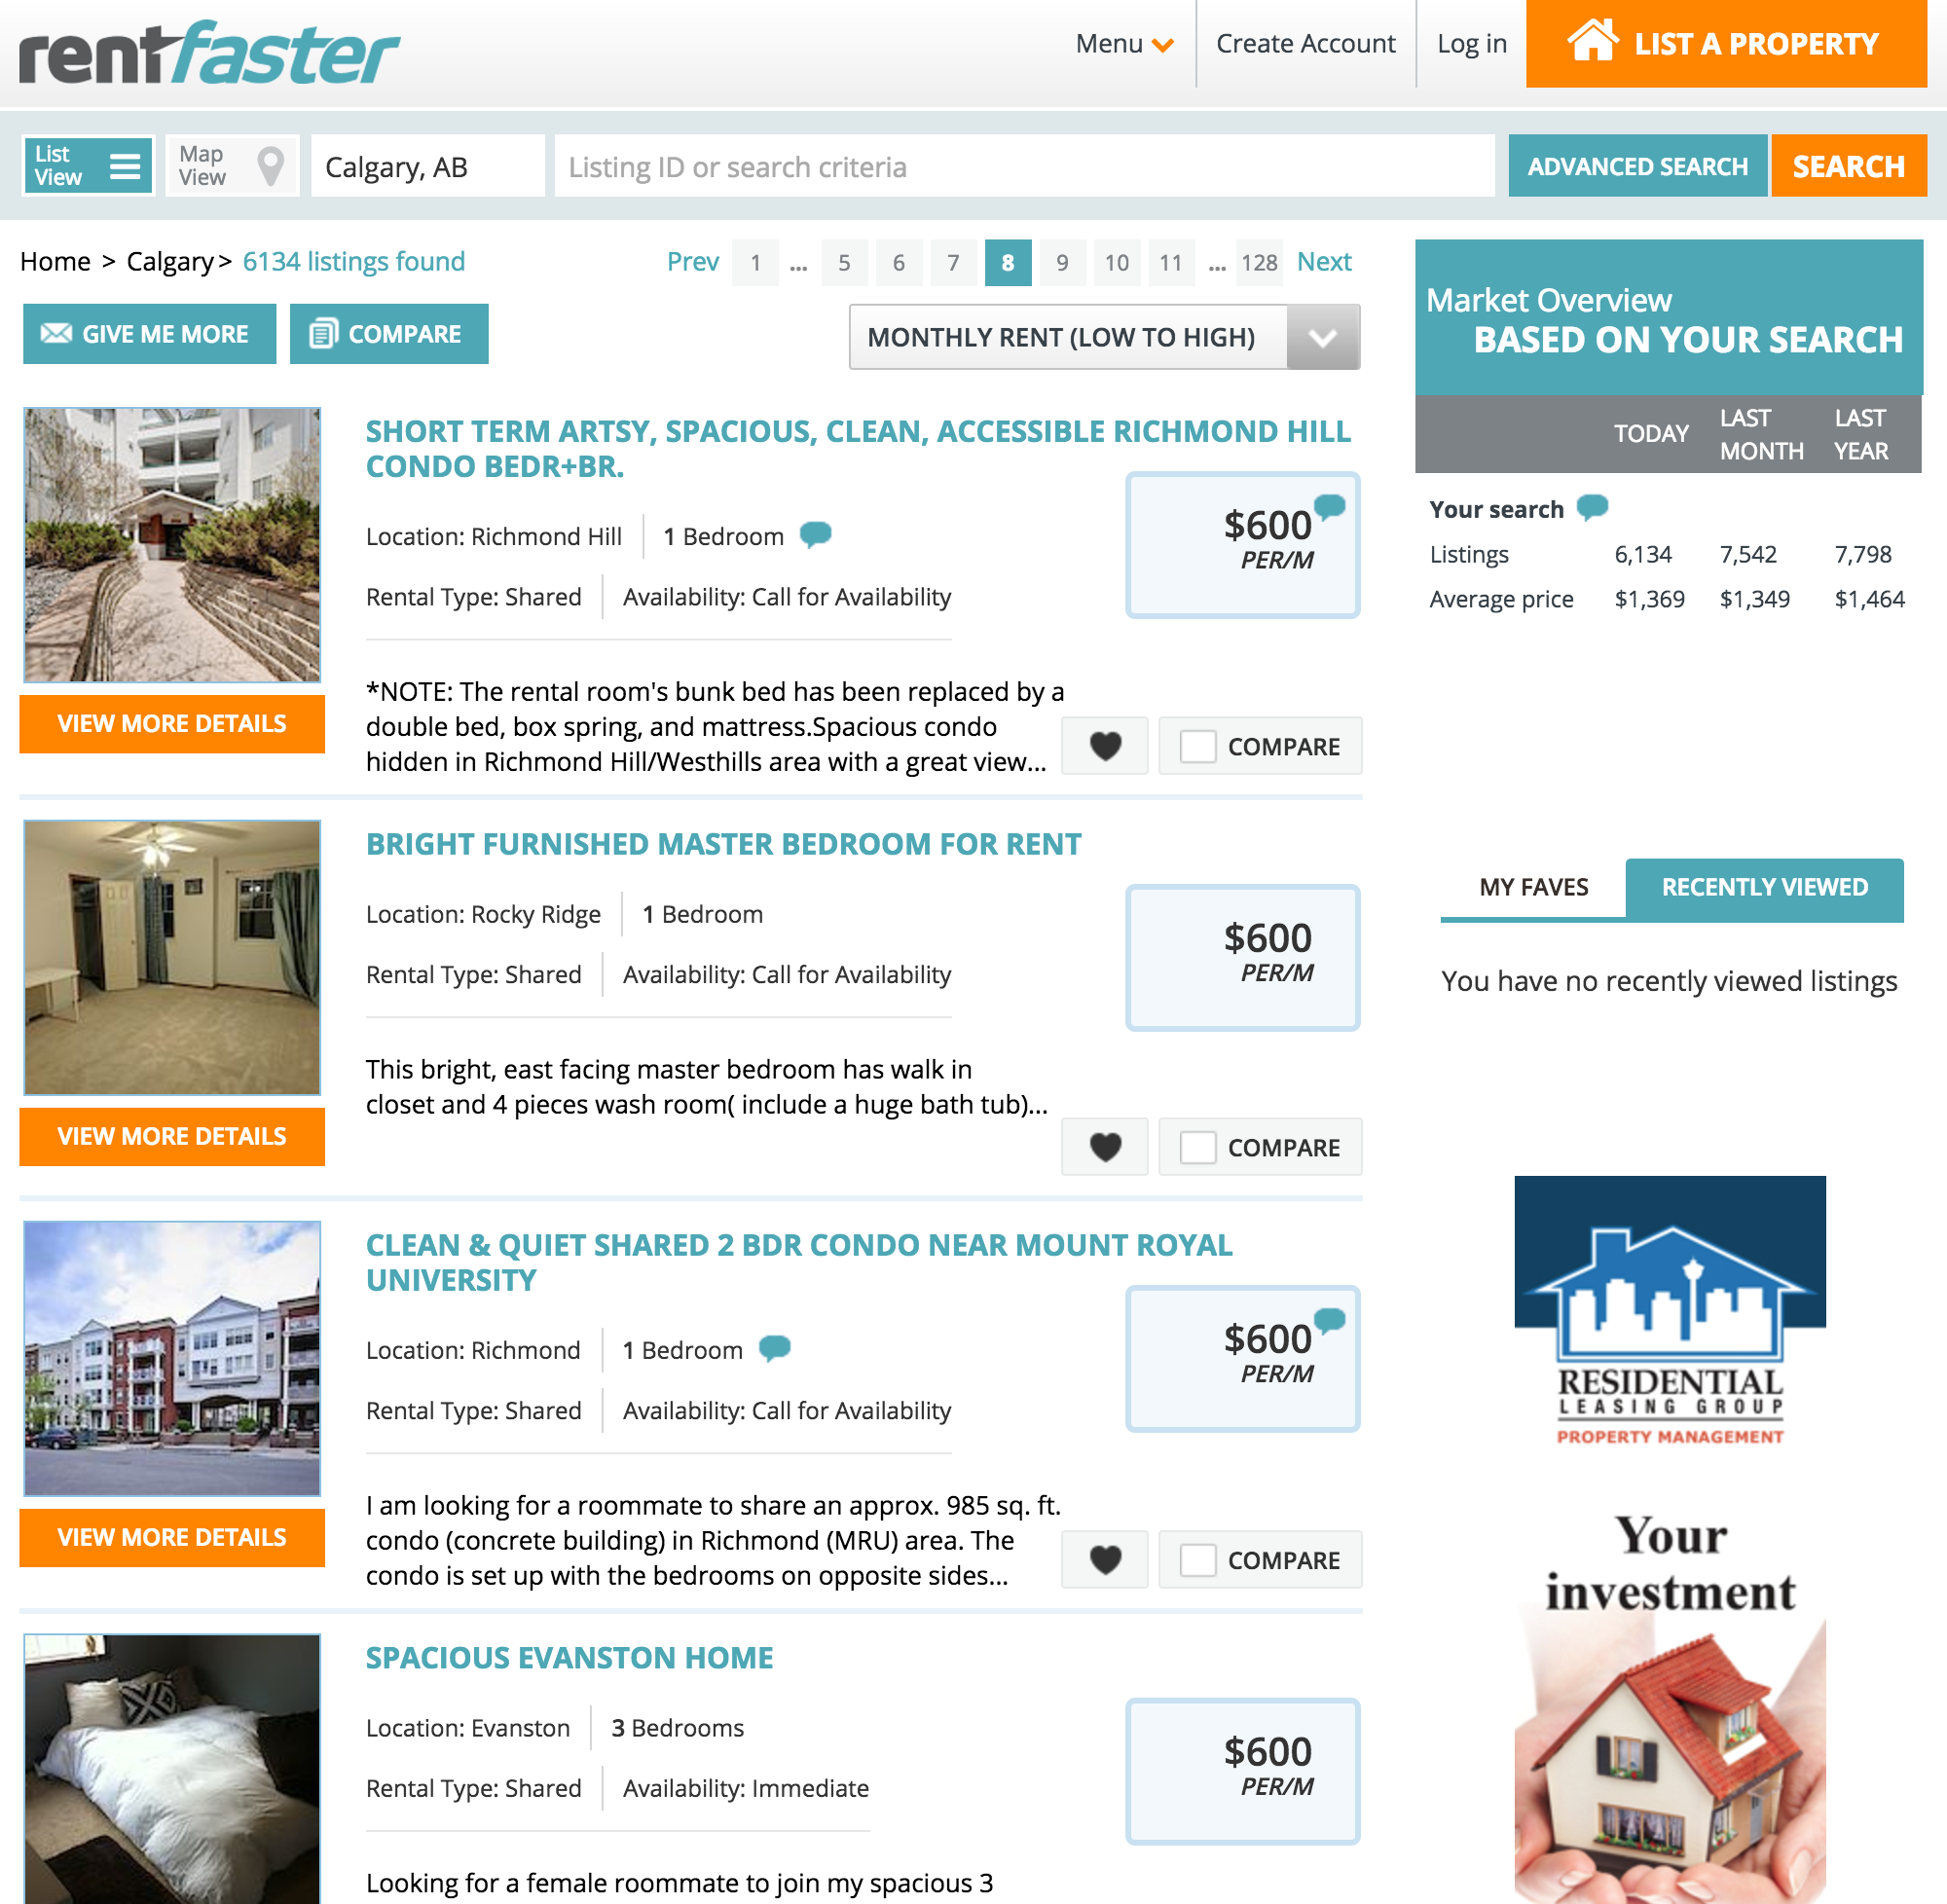 rentfaster
Menu
Create Account
Log in
LIST A PROPERTY
List
View
Map
View
Calgary, AB
Listing ID or search criteria
ADVANCED SEARCH
SEARCH
Home > Calgary > 6134 listings found
Prev 1 ... 5 6 7 8 9 10 11 ... 128 Next
GIVE ME MORE
COMPARE
MONTHLY RENT (LOW TO HIGH)
SHORT TERM ARTSY, SPACIOUS, CLEAN, ACCESSIBLE RICHMOND HILL
CONDO BEDR+BR.
Location: Richmond Hill
1 Bedroom
$600
PER/M
Rental Type: Shared
Availability: Call for Availability
*NOTE: The rental room's bunk bed has been replaced by a
double bed, box spring, and mattress.Spacious condo
hidden in Richmond Hill/Westhills area with a great view...
VIEW MORE DETAILS
COMPARE
BRIGHT FURNISHED MASTER BEDROOM FOR RENT
Location: Rocky Ridge
1 Bedroom
$600
PER/M
Rental Type: Shared
Availability: Call for Availability
This bright, east facing master bedroom has walk in
closet and 4 pieces wash room( include a huge bath tub)...
VIEW MORE DETAILS
COMPARE
CLEAN & QUIET SHARED 2 BDR CONDO NEAR MOUNT ROYAL
UNIVERSITY
Location: Richmond
1 Bedroom
$600
PER/M
Rental Type: Shared
Availability: Call for Availability
I am looking for a roommate to share an approx. 985 sq. ft.
condo (concrete building) in Richmond (MRU) area. The
condo is set up with the bedrooms on opposite sides...
VIEW MORE DETAILS
COMPARE
SPACIOUS EVANSTON HOME
Location: Evanston
3 Bedrooms
$600
PER/M
Rental Type: Shared
Availability: Immediate
Looking for a female roommate to join my spacious 3
Market Overview
BASED ON YOUR SEARCH
TODAY
LAST
MONTH
LAST
YEAR
Your search
Listings 6,134 7,542 7,798
Average price $1,369 $1,349 $1,464
MY FAVES
RECENTLY VIEWED
You have no recently viewed listings
RESIDENTIAL
LEASING GROUP
PROPERTY MANAGEMENT
Your
investment